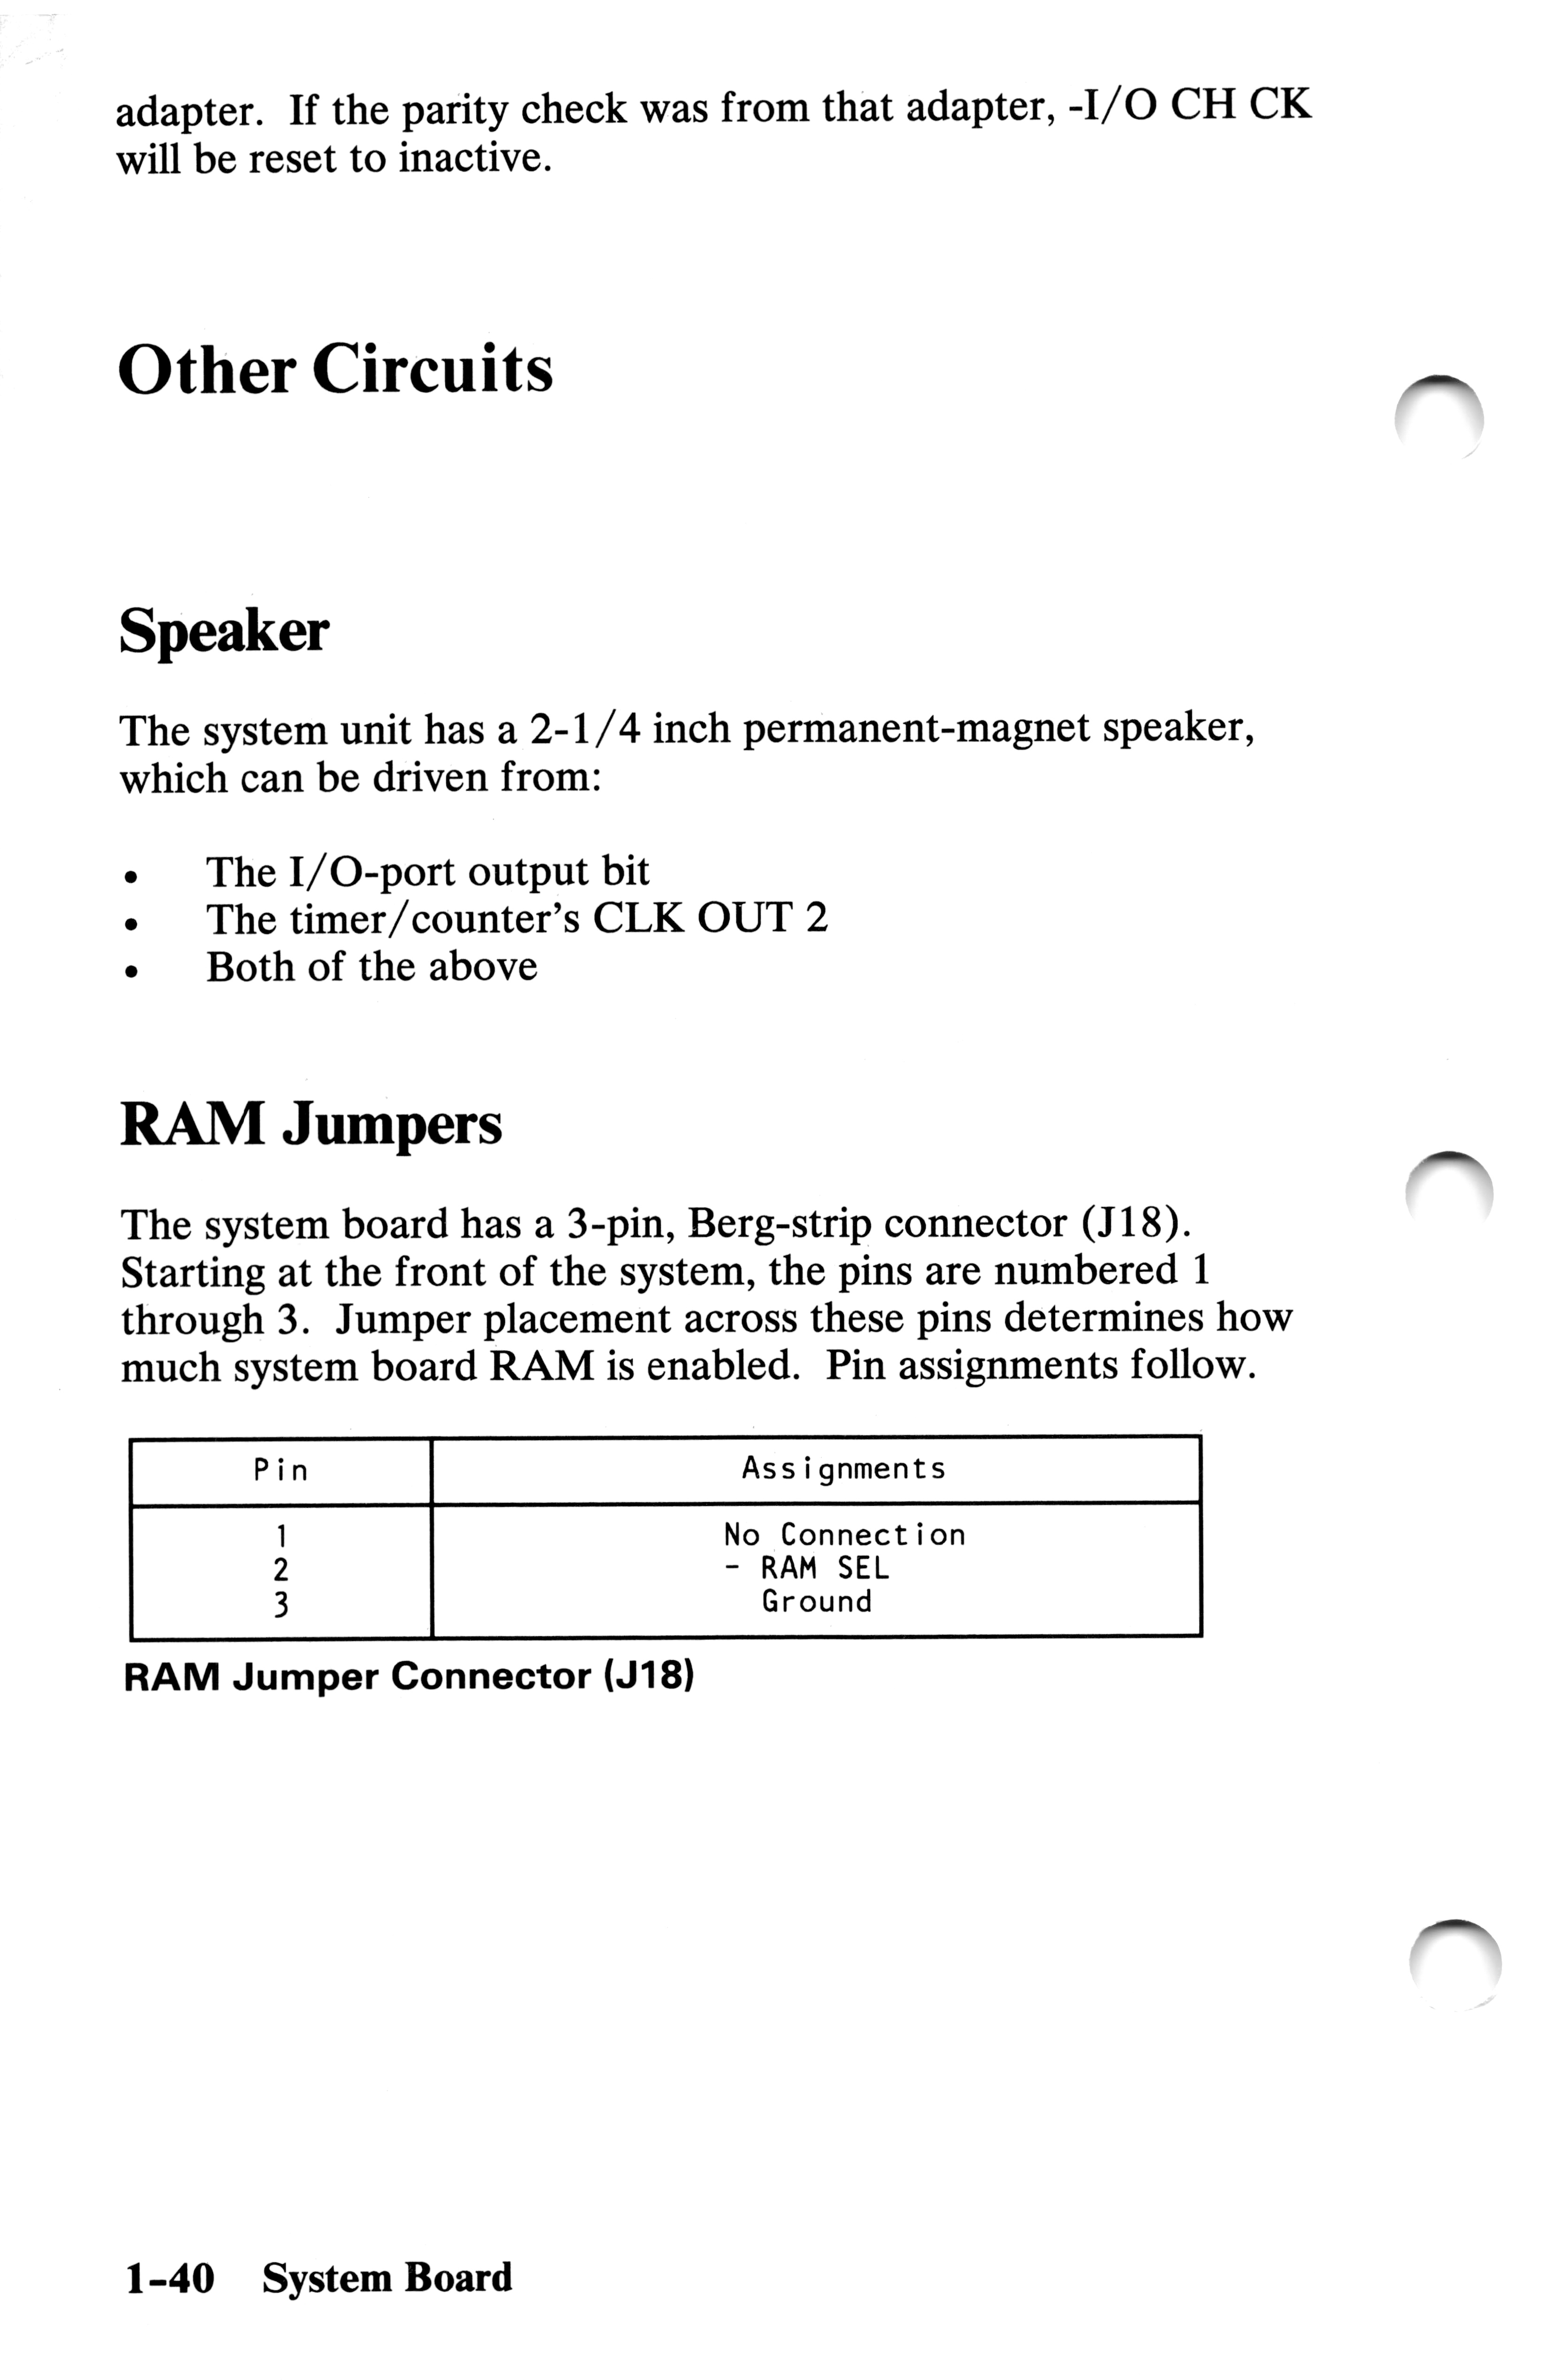 adapter. If the parity check was from that adapter, -I/O CH CK
will be reset to inactive.
Other Circuits
Speaker
The system unit has a 2-1/4 inch permanent-magnet speaker,
which can be driven from:
• The I/O-port output bit
• The timer/counter's CLK OUT 2
• Both of the above
RAM Jumpers
The system board has a 3-pin, Berg-strip connector (J18).
Starting at the front of the system, the pins are numbered 1
through 3. Jumper placement across these pins determines how
much system board RAM is enabled. Pin assignments follow.
Pin Assignments
1 No Connection
2 - RAM SEL
3 Ground
RAM Jumper Connector (J18)
1-40 System Board